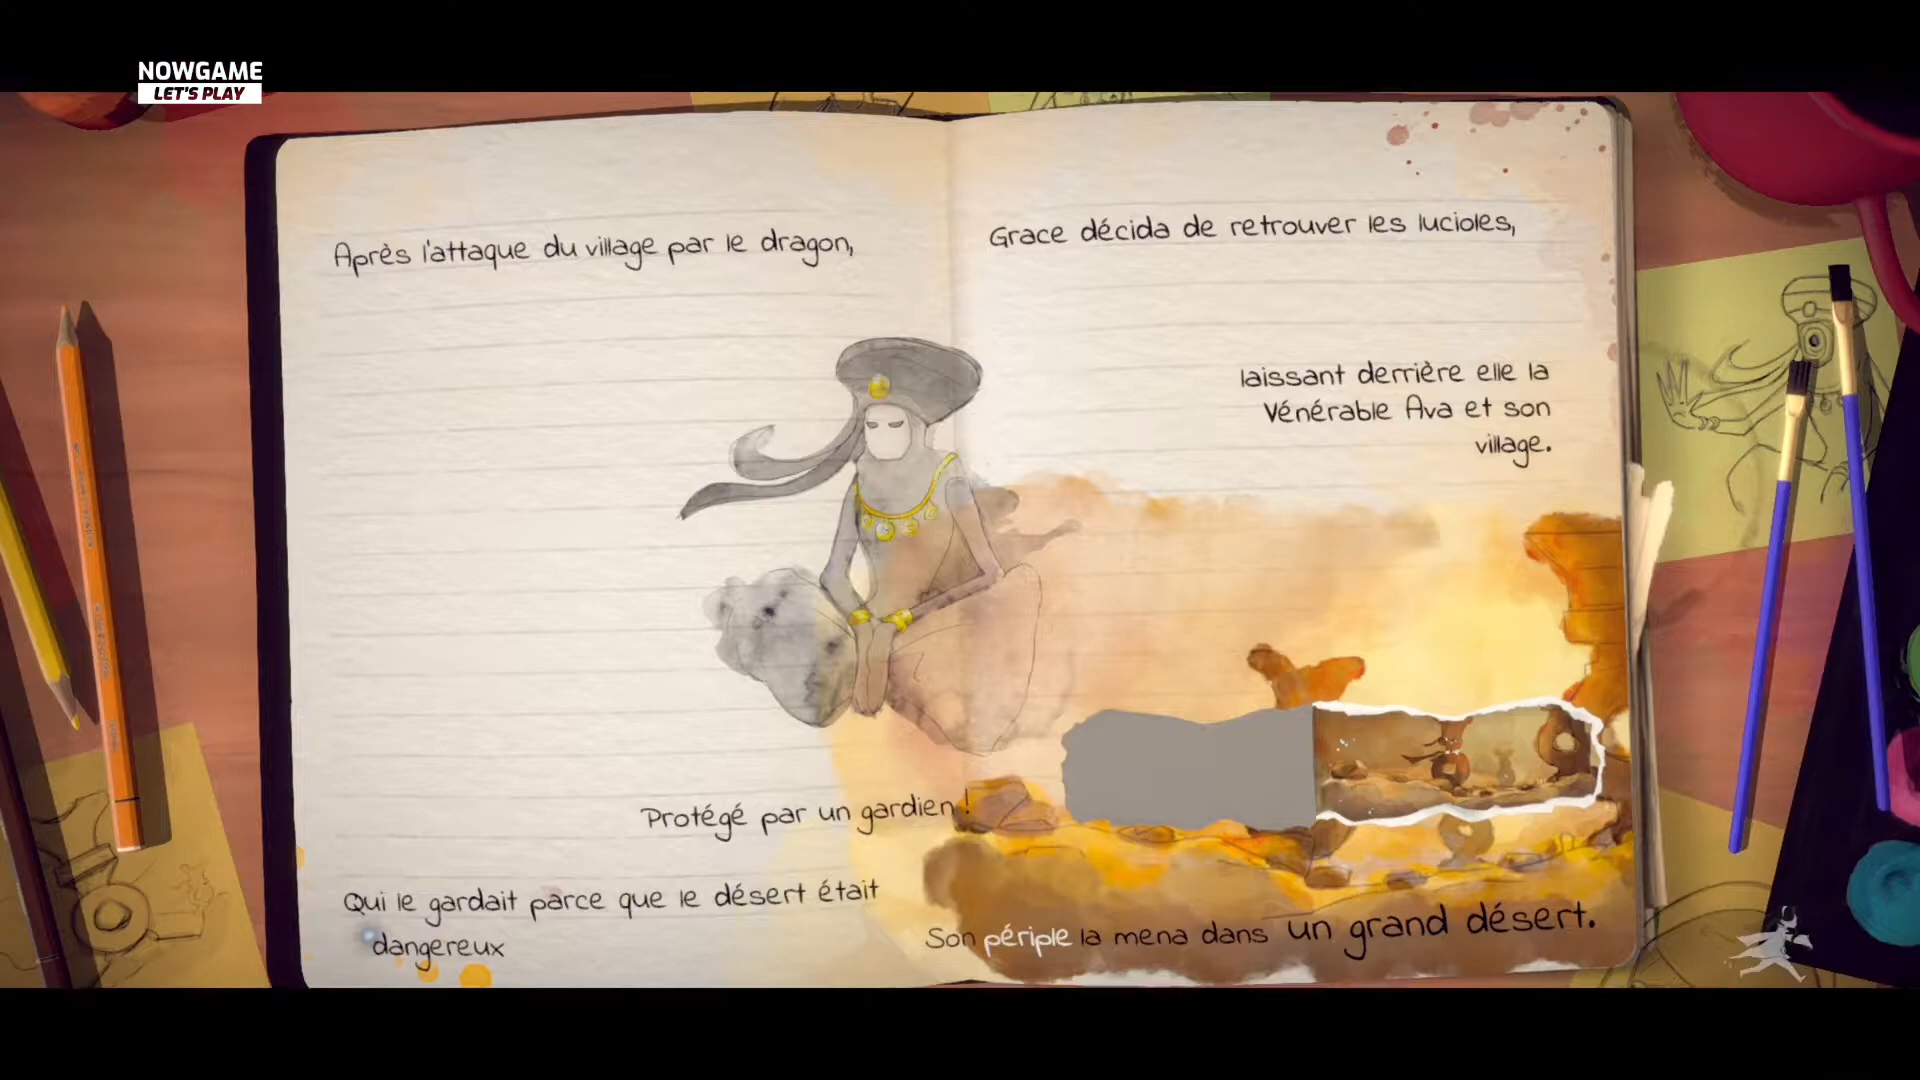 NOWGAME
LET'S PLAY
Après l'attaque du village par le dragon,
Grace décida de retrouver les lucioles,
laissant derrière elle la
Vénérable Ava et son
village.
Son périple la mena dans un grand désert.
Protégé par un gardien !
Qui le gardait parce que le désert était
dangereux